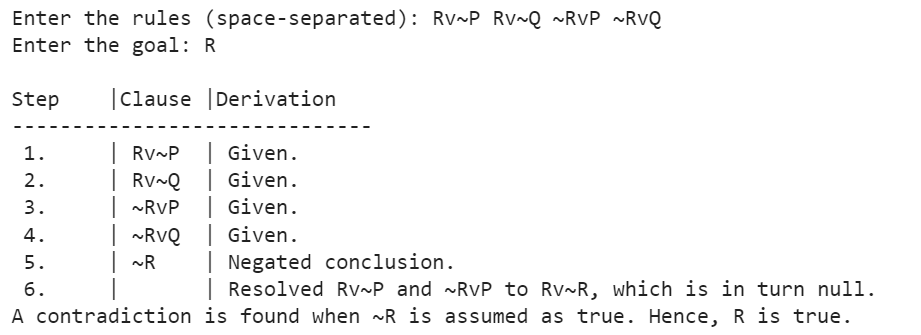 Enter the rules (space-separated): Rv~P Rv~Q ~RvP ~RvQ
Enter the goal: R
Step |Clause |Derivation
------------------------------
1. | Rv~P | Given.
2. | Rv~Q | Given.
3. | ~RvP | Given.
4. | ~RvQ | Given.
5. | ~R | Negated conclusion.
6. | | Resolved Rv~P and ~RvP to Rv~R, which is in turn null.
A contradiction is found when ~R is assumed as true. Hence, R is true.